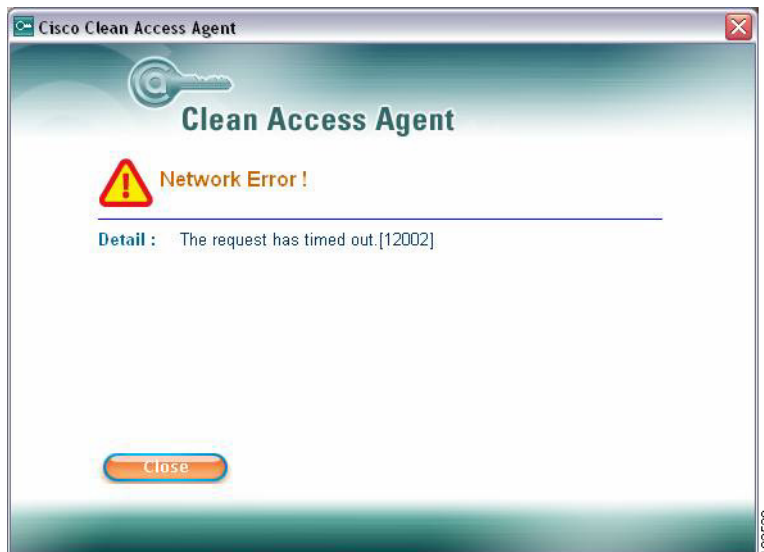 Cisco Clean Access Agent
Clean Access Agent
Network Error !
Detail : The request has timed out.[12002]
Close